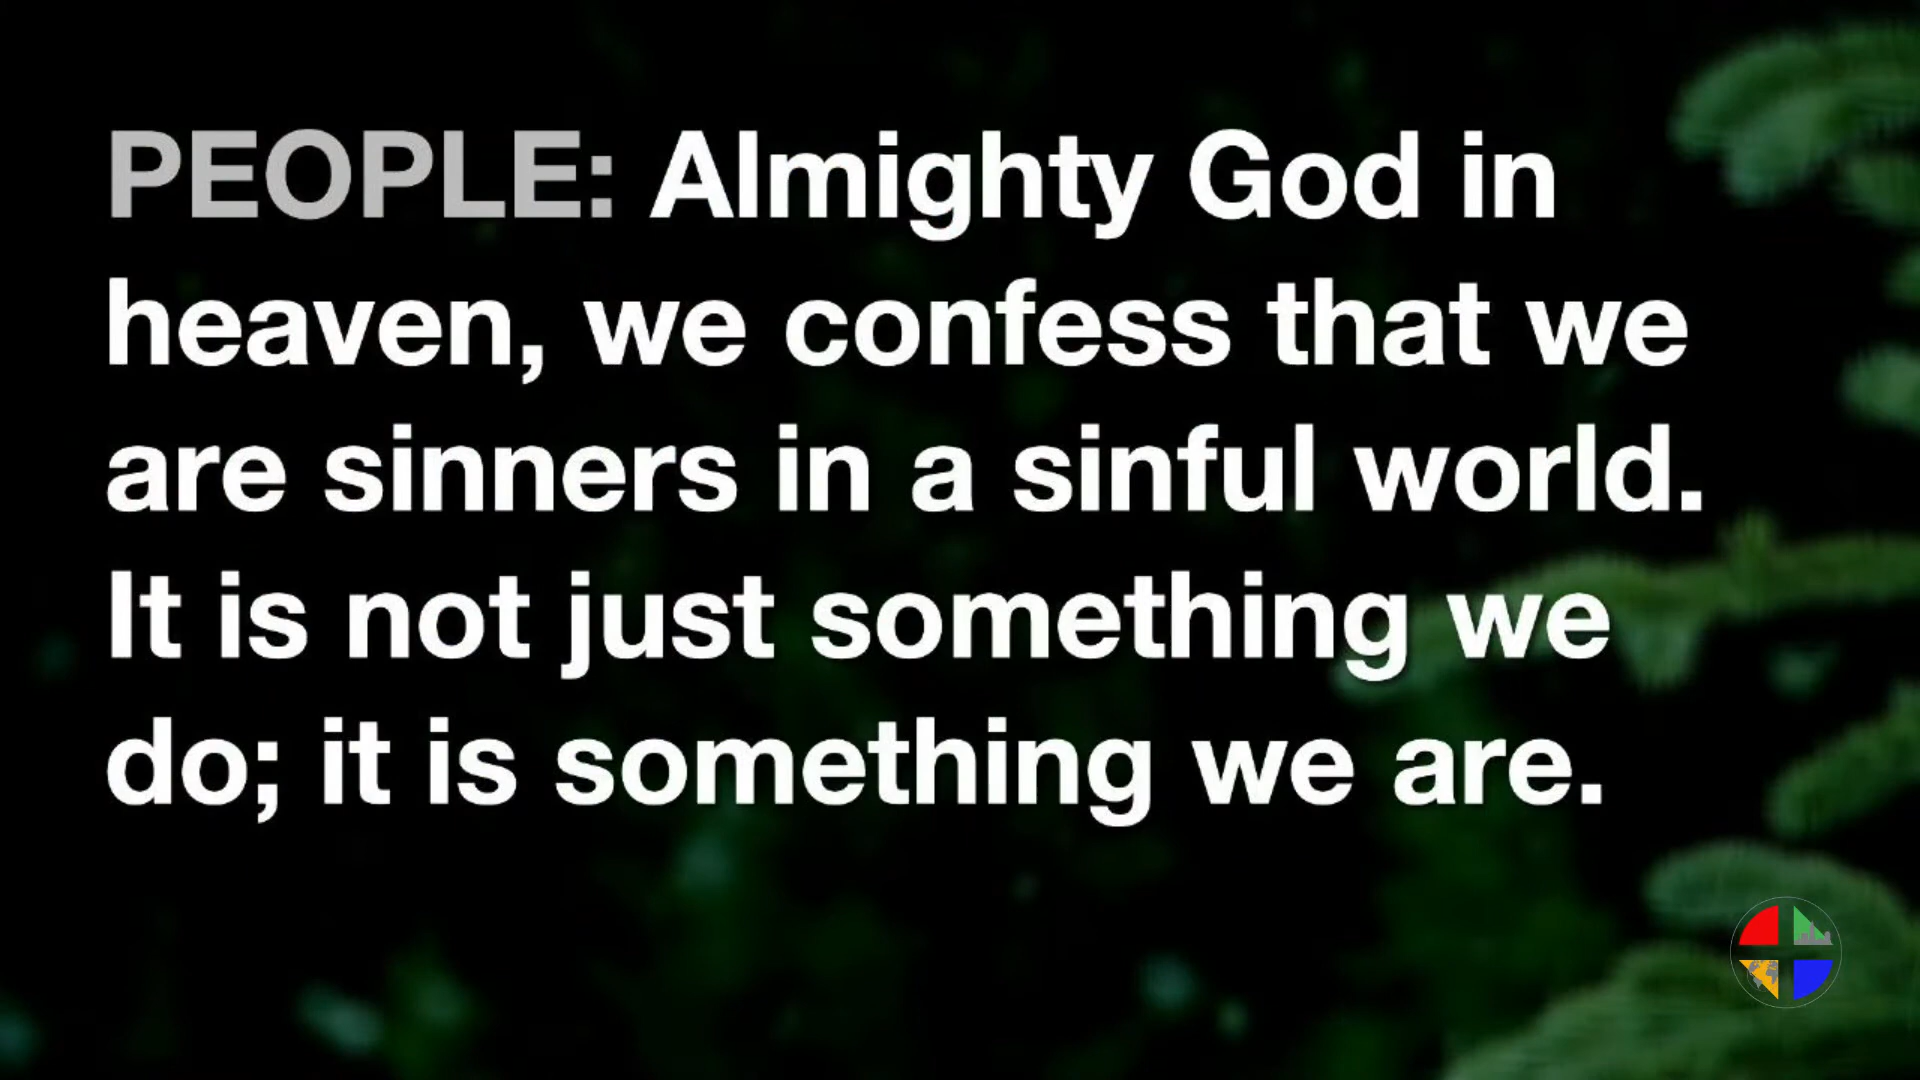 PEOPLE: Almighty God in
heaven, we confess that we
are sinners in a sinful world.
It is not just something we
do; it is something we are.